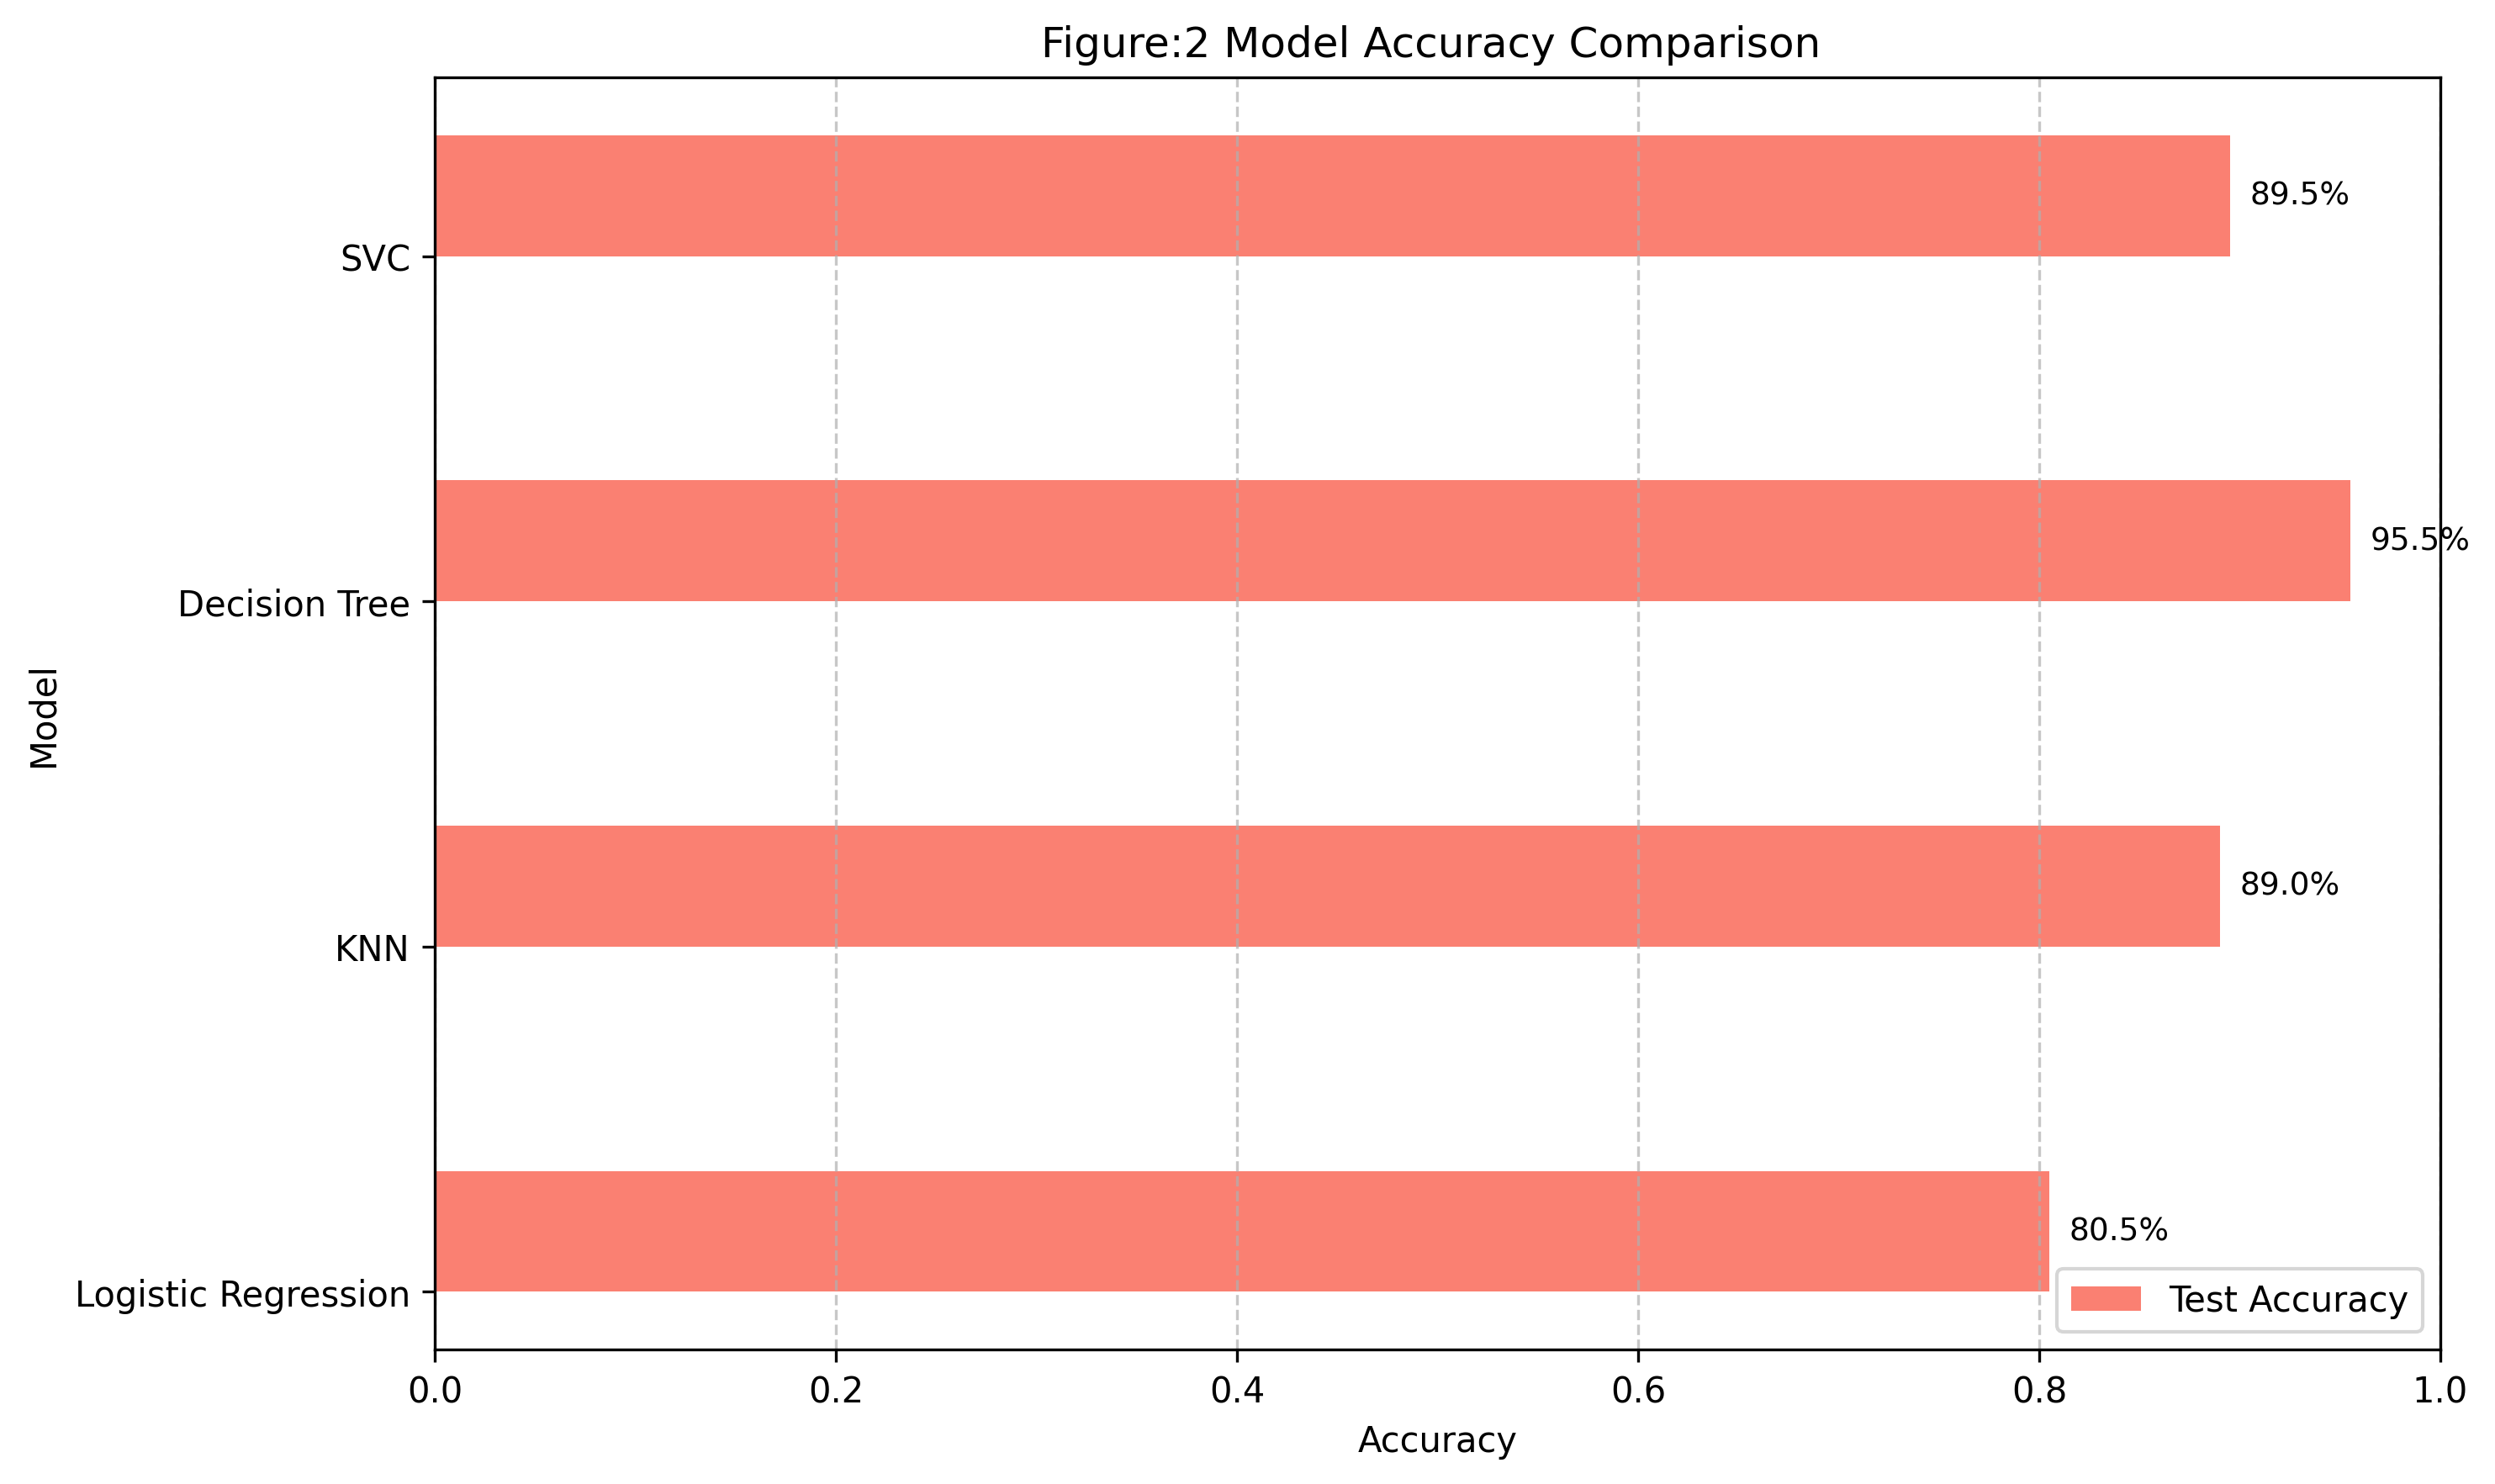 Figure:2 Model Accuracy Comparison
SVC
89.5%
Decision Tree
95.5%
Model
KNN
89.0%
Logistic Regression
80.5%
Test Accuracy
0.0 0.2 0.4 0.6 0.8 1.0
Accuracy